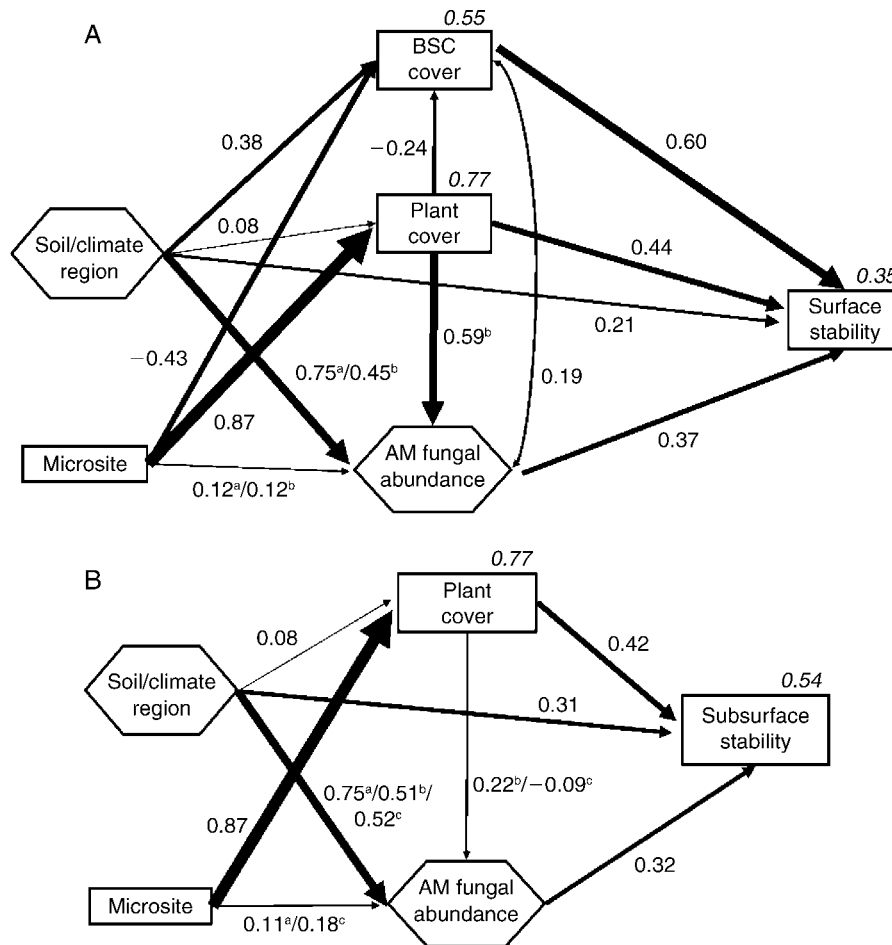 A
0.55
BSC
cover
0.38
0.60
−0.24
0.77
Plant
cover
0.08
Soil/climate
region
0.44
0.35
Surface
stability
0.21
0.59ᵇ
−0.43
0.75ᵃ/0.45ᵇ
0.19
0.87
0.37
Microsite
AM fungal
abundance
0.12ᵃ/0.12ᵇ
B
0.77
Plant
cover
0.08
0.42
Soil/climate
region
0.54
0.31
Subsurface
stability
0.75ᵃ/0.51ᵇ/
0.52ᶜ
0.22ᵇ/−0.09ᶜ
0.87
0.32
Microsite
AM fungal
abundance
0.11ᵃ/0.18ᶜ